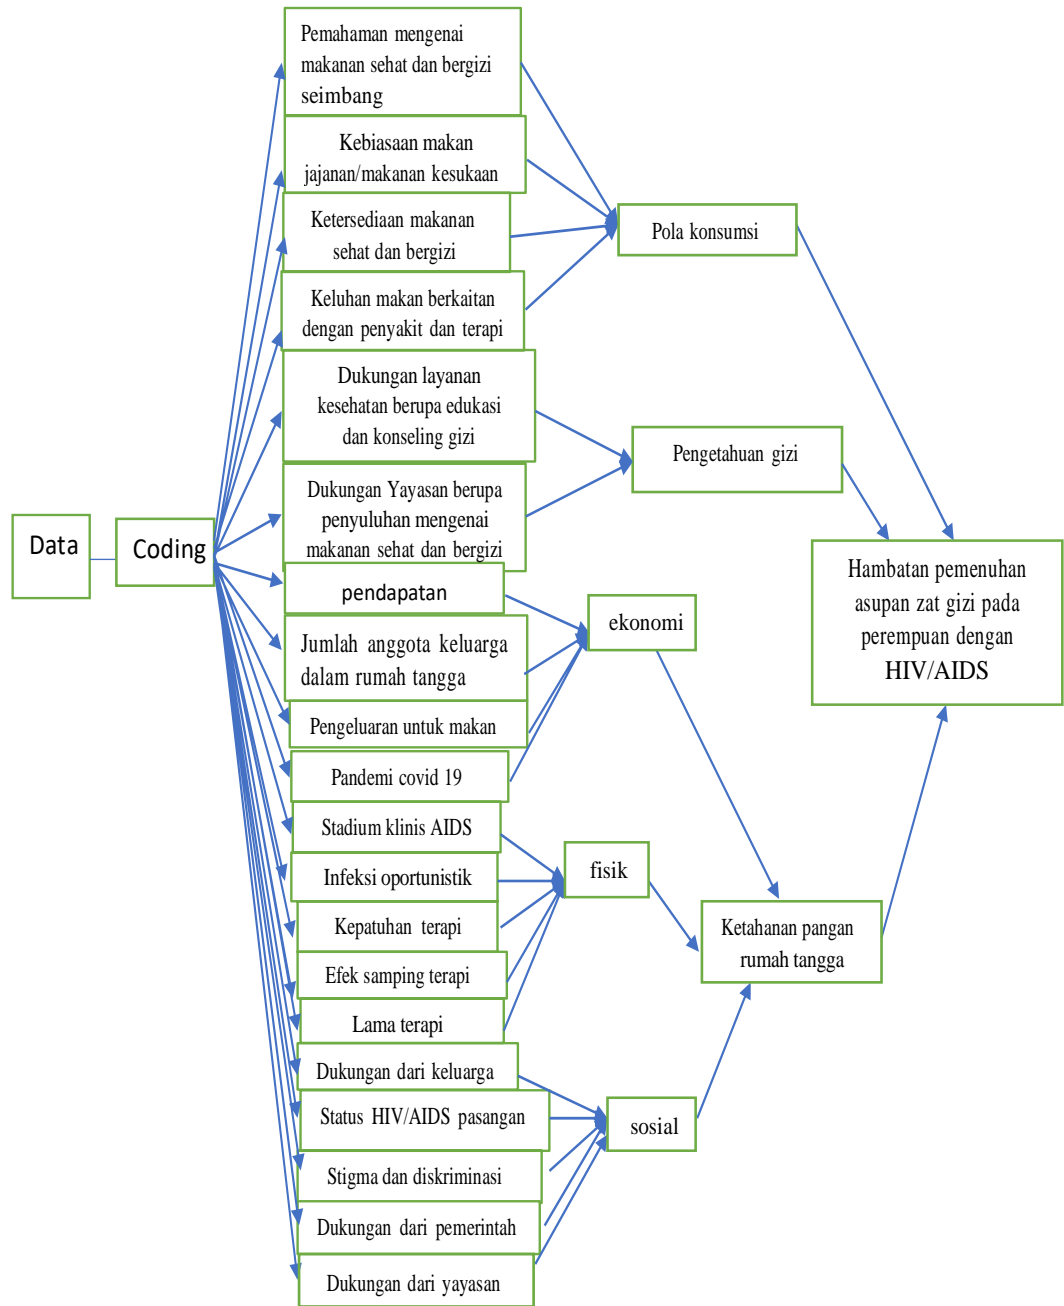 Data
Coding
Pemahaman mengenai
makanan sehat dan bergizi
seimbang
Kebiasaan makan
jajanan/makanan kesukaan
Ketersediaan makanan
sehat dan bergizi
Keluhan makan berkaitan
dengan penyakit dan terapi
Dukungan layanan
kesehatan berupa edukasi
dan konseling gizi
Dukungan Yayasan berupa
penyuluhan mengenai
makanan sehat dan bergizi
pendapatan
Jumlah anggota keluarga
dalam rumah tangga
Pengeluaran untuk makan
Pandemi covid 19
Stadium klinis AIDS
Infeksi oportunistik
Kepatuhan terapi
Efek samping terapi
Lama terapi
Dukungan dari keluarga
Status HIV/AIDS pasangan
Stigma dan diskriminasi
Dukungan dari pemerintah
Dukungan dari yayasan
Pola konsumsi
Pengetahuan gizi
ekonomi
fisik
sosial
Ketahanan pangan
rumah tangga
Hambatan pemenuhan
asupan zat gizi pada
perempuan dengan
HIV/AIDS